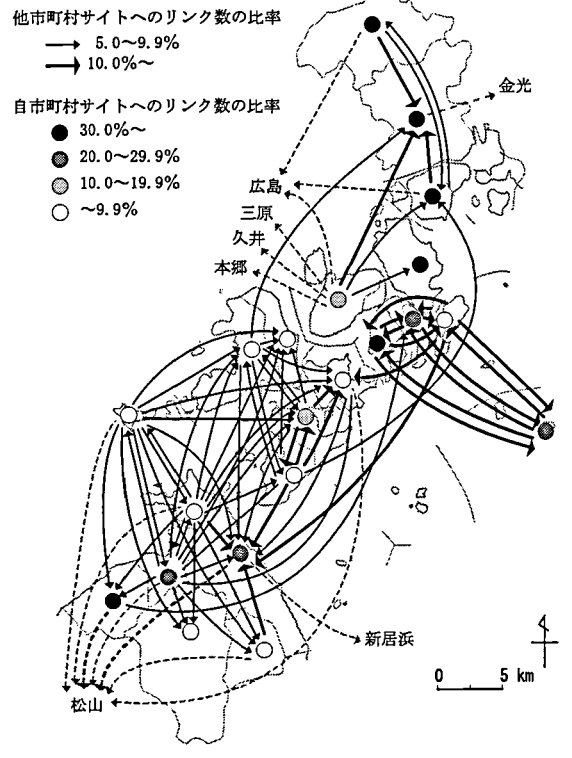 他市町村サイトへのリンク数の比率
5.0〜9.9%
10.0%〜
自市町村サイトへのリンク数の比率
30.0%〜
20.0〜29.9%
10.0〜19.9%
〜9.9%
金光
広島
三原
久井
本郷
新居浜
松山
0 5 km